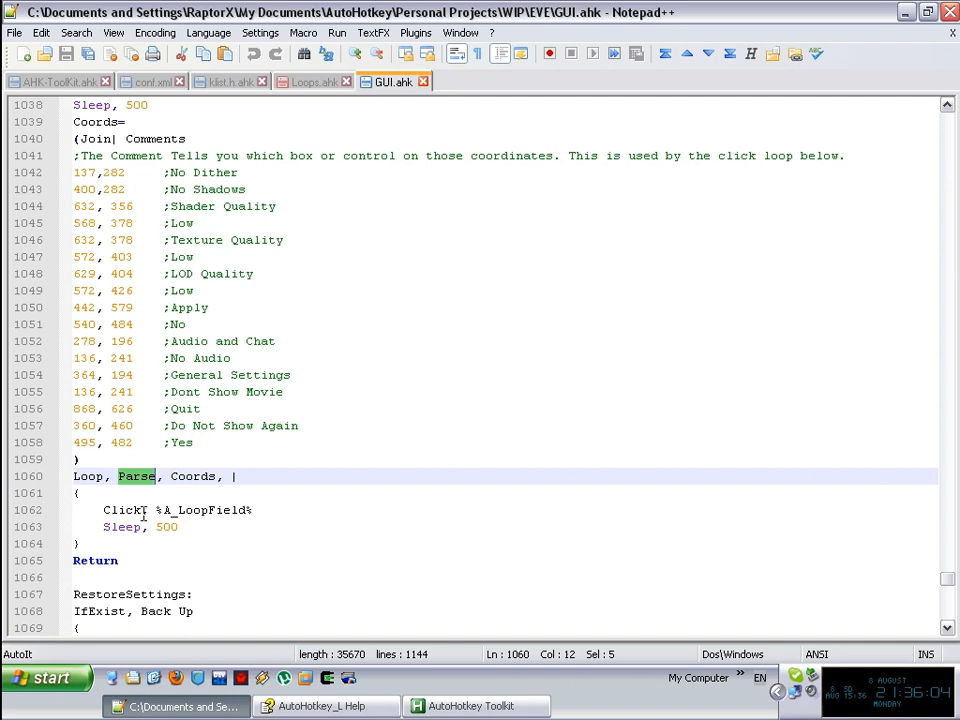 C:\Documents and Settings\RaptorX\My Documents\AutoHotkey\Personal Projects\WIP\EVE\GUI.ahk - Notepad++
File Edit Search View Encoding Language Settings Macro Run TextFX Plugins Window ? X
AHK-ToolKit.ahk conf.xml klist.h.ahk Loops.ahk GUI.ahk
1038 Sleep, 500
1039 Coords=
1040 (Join| Comments
1041 ;The Comment Tells you which box or control on those coordinates. This is used by the click loop below.
1042 137,282 ;No Dither
1043 400,282 ;No Shadows
1044 632, 356 ;Shader Quality
1045 568, 378 ;Low
1046 632, 378 ;Texture Quality
1047 572, 403 ;Low
1048 629, 404 ;LOD Quality
1049 572, 426 ;Low
1050 442, 579 ;Apply
1051 540, 484 ;No
1052 278, 196 ;Audio and Chat
1053 136, 241 ;No Audio
1054 364, 194 ;General Settings
1055 136, 241 ;Dont Show Movie
1056 868, 626 ;Quit
1057 360, 460 ;Do Not Show Again
1058 495, 482 ;Yes
1059 )
1060 Loop, Parse, Coords, |
1061 {
1062 Click, %A_LoopField%
1063 Sleep, 500
1064 }
1065 Return
1066
1067 RestoreSettings:
1068 IfExist, Back Up
1069 {
AutoIt length : 35670 lines : 1144 Ln : 1060 Col : 12 Sel : 5 Dos\Windows ANSI INS
start My Computer » EN
C:\Documents and Se... AutoHotkey_L Help AutoHotkey Toolkit
8 AUGUST
21:36:04
MONDAY